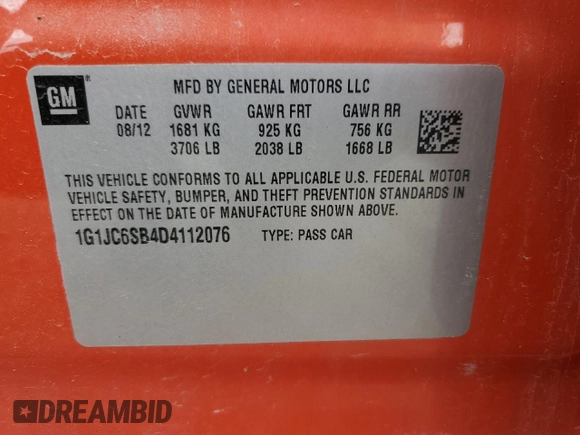 GM ®
MFD BY GENERAL MOTORS LLC
DATE GVWR GAWR FRT GAWR RR
08/12 1681 KG 925 KG 756 KG
3706 LB 2038 LB 1668 LB
THIS VEHICLE CONFORMS TO ALL APPLICABLE U.S. FEDERAL MOTOR
VEHICLE SAFETY, BUMPER, AND THEFT PREVENTION STANDARDS IN
EFFECT ON THE DATE OF MANUFACTURE SHOWN ABOVE.
1G1JC6SB4D4112076 TYPE: PASS CAR
DREAMBID